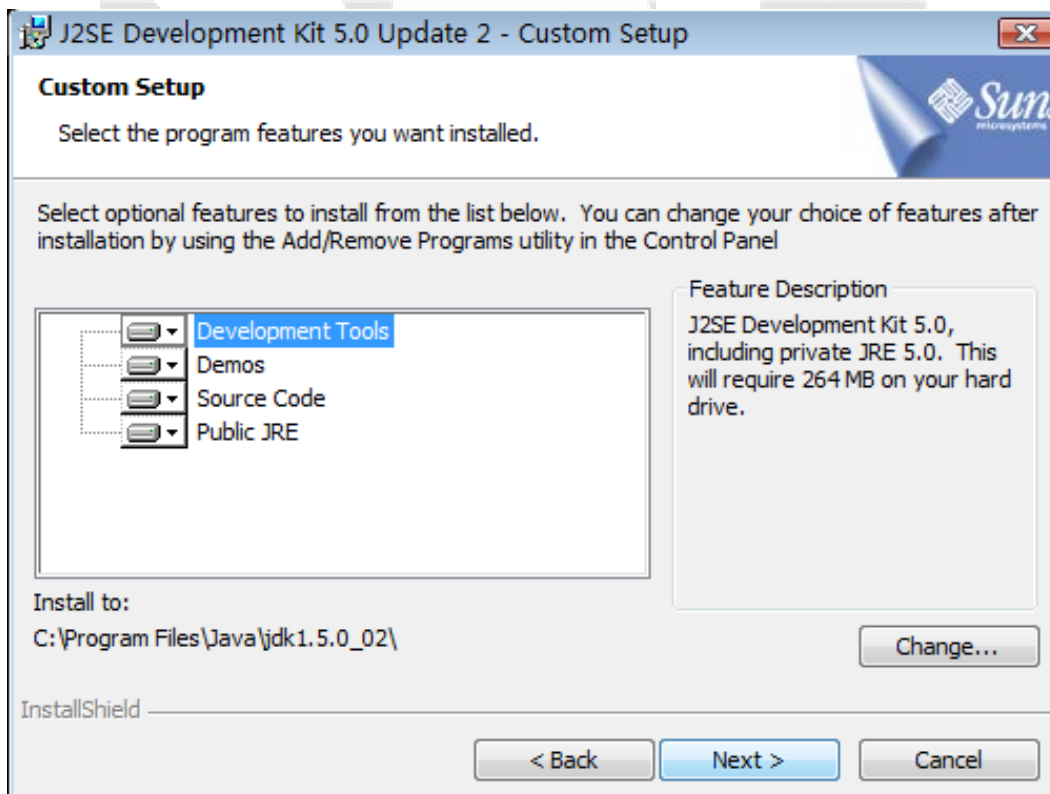 J2SE Development Kit 5.0 Update 2 - Custom Setup
Custom Setup
Select the program features you want installed.
Sun
microsystems
Select optional features to install from the list below.  You can change your choice of features after
installation by using the Add/Remove Programs utility in the Control Panel
Development Tools
Demos
Source Code
Public JRE
Feature Description
J2SE Development Kit 5.0,
including private JRE 5.0.  This
will require 264 MB on your hard
drive.
Install to:
C:\Program Files\Java\jdk1.5.0_02\
Change...
InstallShield
< Back
Next >
Cancel